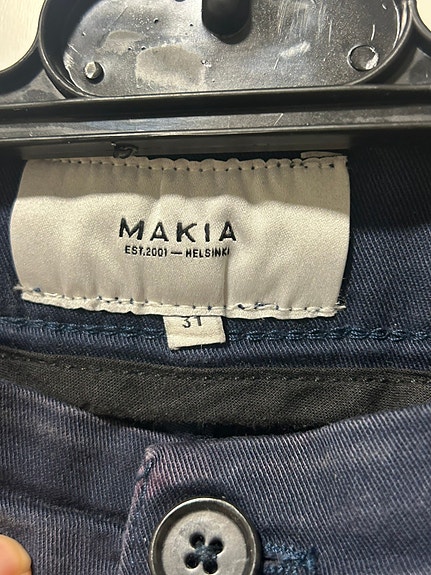 MAKIA
EST.2001 — HELSINKI
31